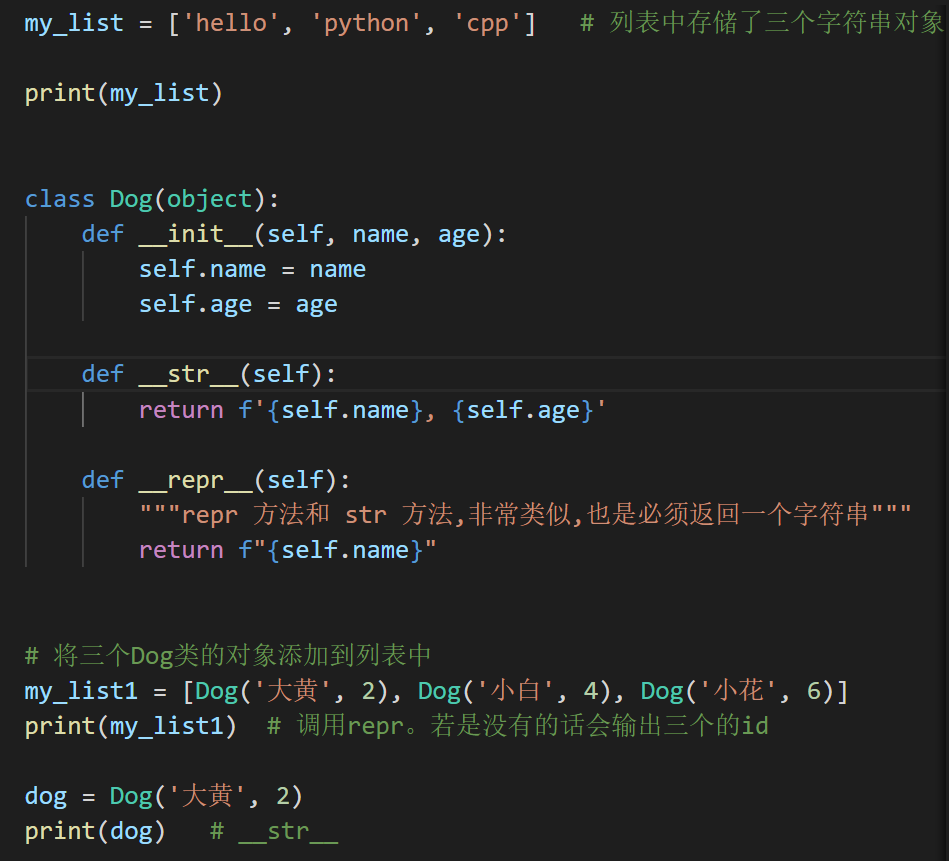 my_list = ['hello', 'python', 'cpp']   # 列表中存储了三个字符串对象
print(my_list)
class Dog(object):
    def __init__(self, name, age):
        self.name = name
        self.age = age
    def __str__(self):
        return f'{self.name}, {self.age}'
    def __repr__(self):
        """repr 方法和 str 方法,非常类似,也是必须返回一个字符串"""
        return f"{self.name}"
# 将三个Dog类的对象添加到列表中
my_list1 = [Dog('大黄', 2), Dog('小白', 4), Dog('小花', 6)]
print(my_list1)  # 调用repr。若是没有的话会输出三个的id
dog = Dog('大黄', 2)
print(dog)   # __str__